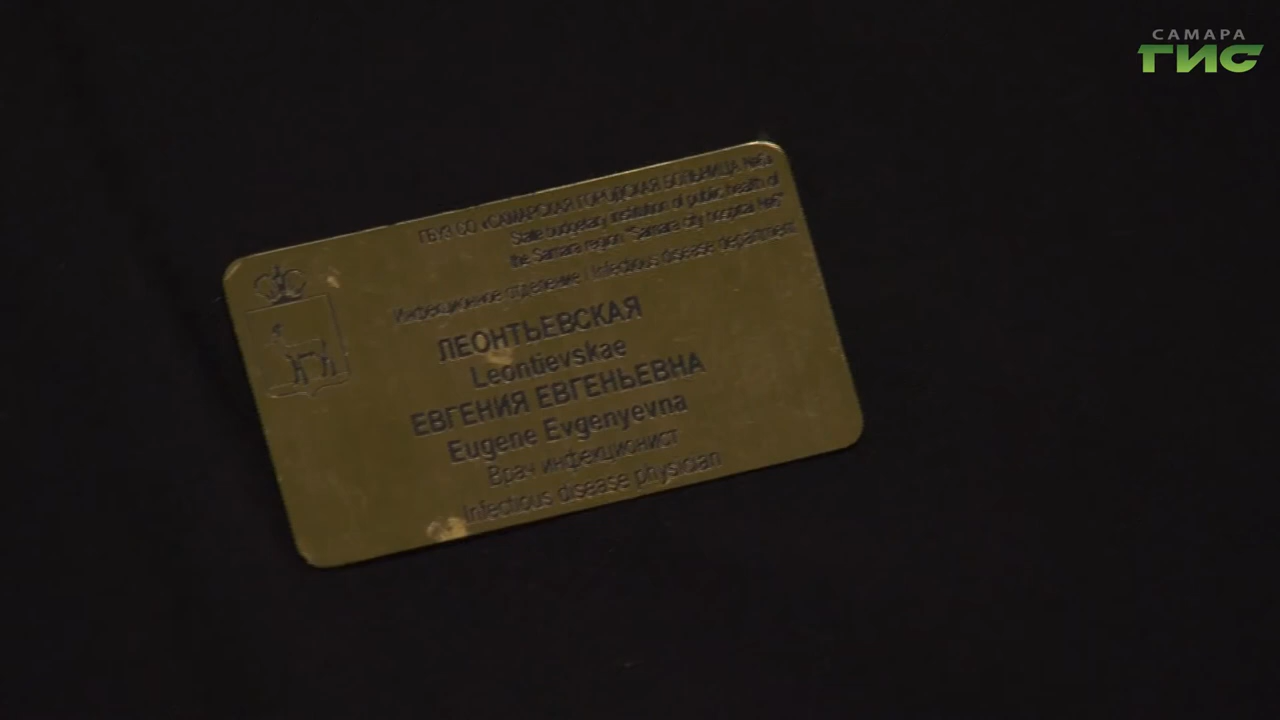 САМАРА
ГИС
ГБУЗ СО «САМАРСКАЯ ГОРОДСКАЯ БОЛЬНИЦА №6»
State budgetary institution of public health of
the Samara region "Samara city hospital №6"
Инфекционное отделение / Infectious disease department
ЛЕОНТЬЕВСКАЯ
Leontievskae
ЕВГЕНИЯ ЕВГЕНЬЕВНА
Eugene Evgenyevna
Врач инфекционист
Infectious disease physician